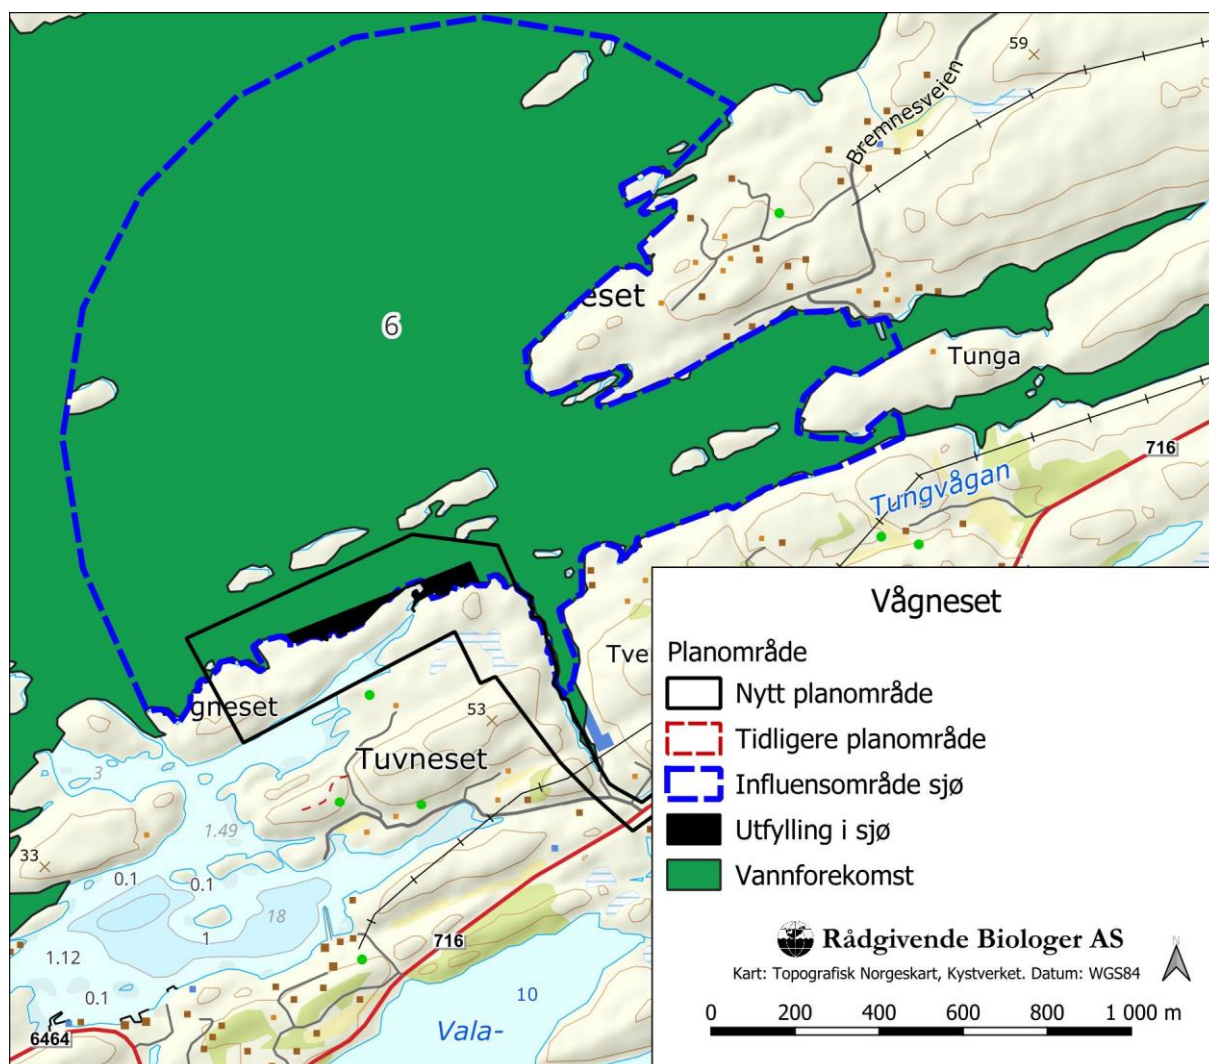 59
Bremnesveien
eset
6
Tunga
716
Tungvågan
gneset
53
Tuvneset
Tve
3
1.49
33
0.1
0.1
18
1
1.12
0.1
716
10
Vala-
6464
Vågneset
Planområde
Nytt planområde
Tidligere planområde
Influensområde sjø
Utfylling i sjø
Vannforekomst
Rådgivende Biologer AS
Kart: Topografisk Norgeskart, Kystverket. Datum: WGS84
N
0 200 400 600 800 1 000 m